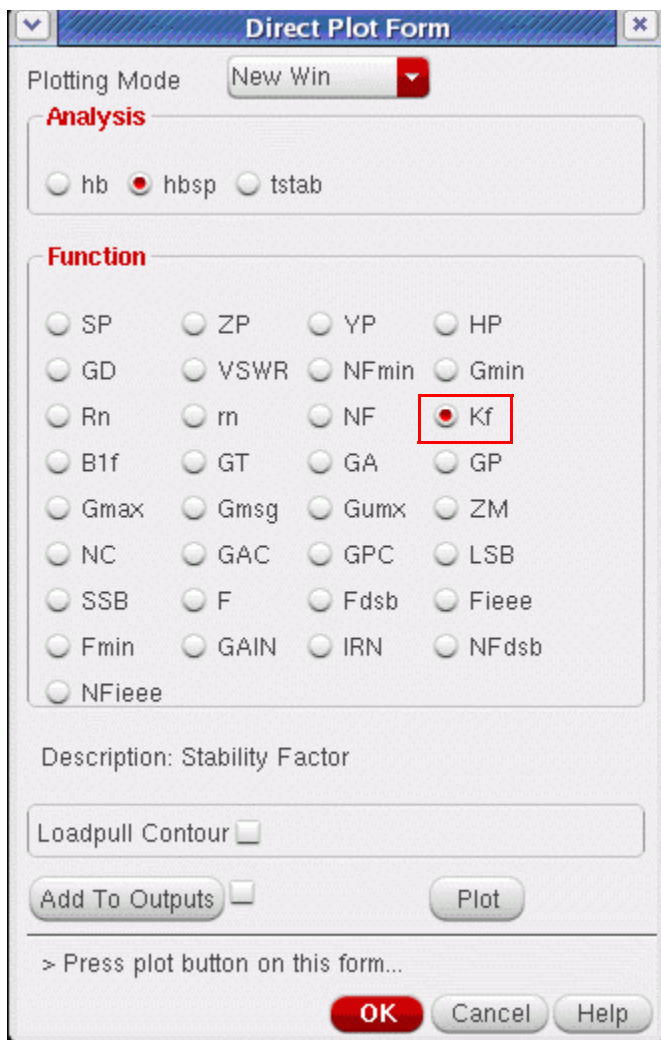 Direct Plot Form
Plotting Mode New Win
Analysis
hb hbsp tstab
Function
SP ZP YP HP
GD VSWR NFmin Gmin
Rn rn NF Kf
B1f GT GA GP
Gmax Gmsg Gumx ZM
NC GAC GPC LSB
SSB F Fdsb Fieee
Fmin GAIN IRN NFdsb
NFieee
Description: Stability Factor
Loadpull Contour
Add To Outputs Plot
> Press plot button on this form...
OK Cancel Help